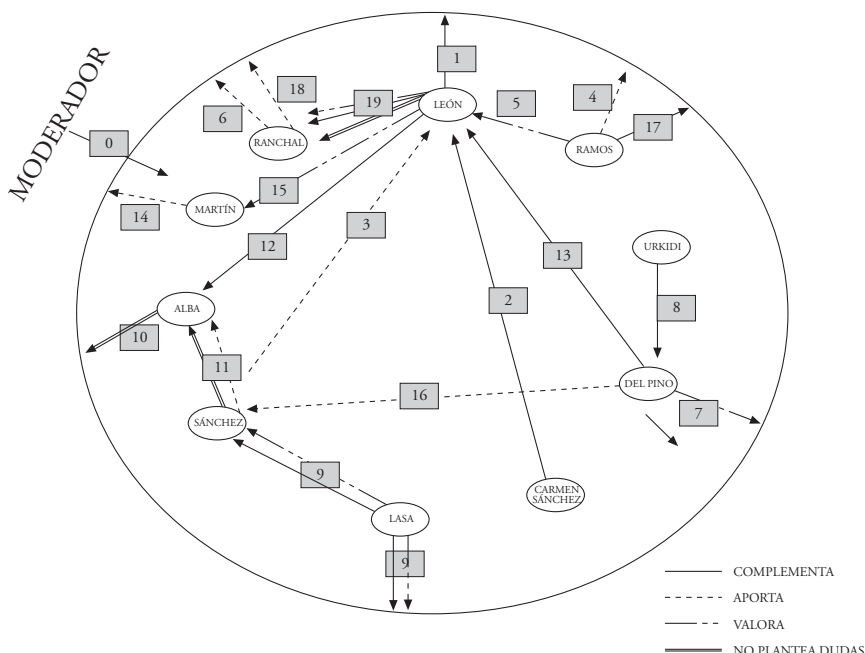 MODERADOR
0
1
LEÓN
18
19
6
RANCHAL
5
4
RAMOS
17
15
14
MARTÍN
12
3
13
URKIDI
2
8
ALBA
10
11
16
DEL PINO
7
SÁNCHEZ
9
LASA
9
CARMEN
SÁNCHEZ
COMPLEMENTA
APORTA
VALORA
NO PLANTEA DUDAS